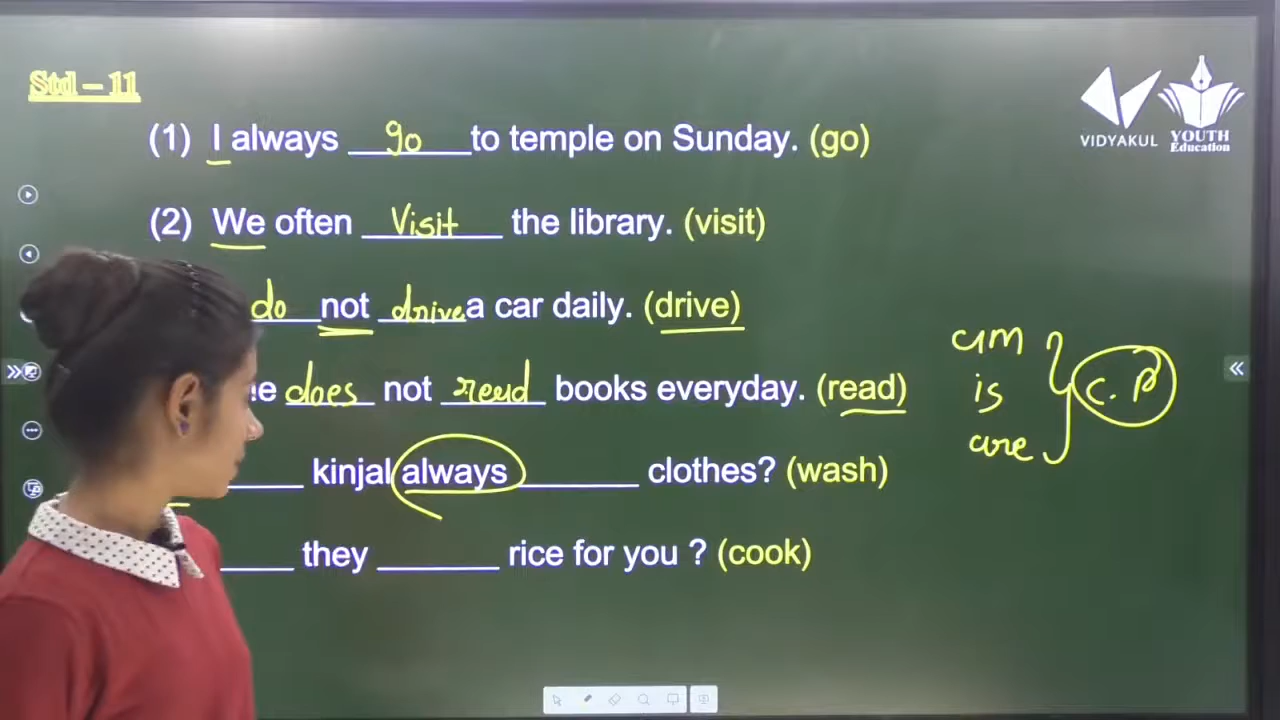 Std – 11
VIDYAKUL
YOUTH
Education
(1) I always go to temple on Sunday. (go)
(2) We often Visit the library. (visit)
do not drive a car daily. (drive)
does not read books everyday. (read)
kinjal always clothes? (wash)
they rice for you ? (cook)
am
is
are
C. P